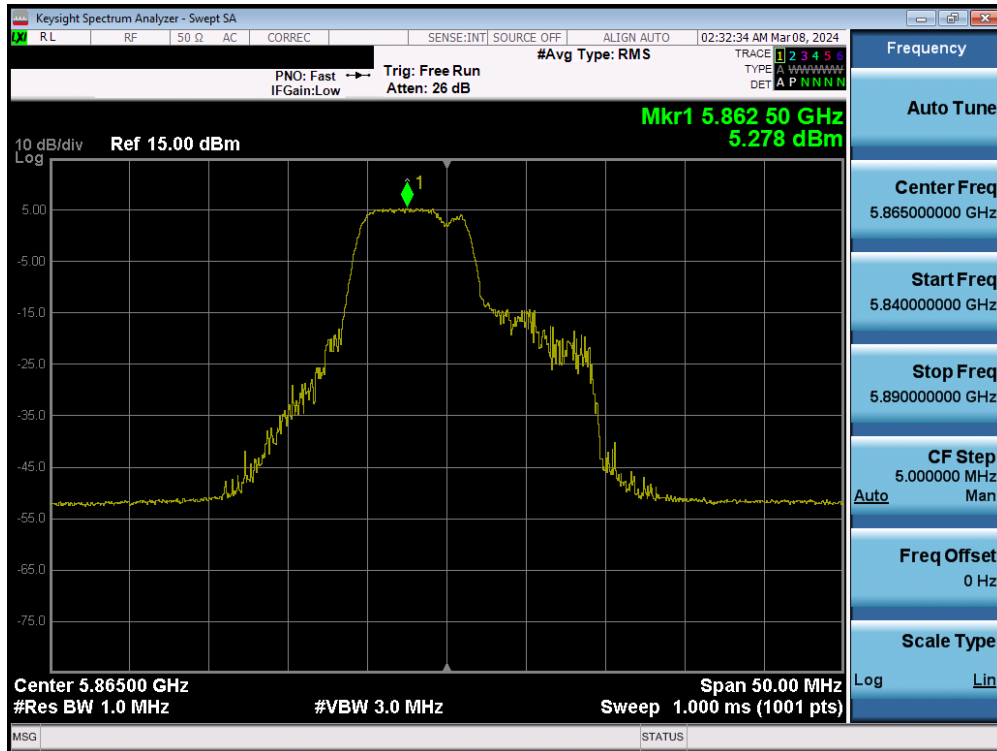 Keysight Spectrum Analyzer - Swept SA
LXI RL RF 50 Ω AC CORREC SENSE:INT SOURCE OFF ALIGN AUTO 02:32:34 AM Mar 08, 2024
#Avg Type: RMS
TRACE 1 2 3 4 5 6
PNO: Fast Trig: Free Run
TYPE A WWWWW
IFGain:Low Atten: 26 dB
DET A P N N N N
Mkr1 5.862 50 GHz
5.278 dBm
10 dB/div Ref 15.00 dBm
Log
1
5.00
-5.00
-15.0
-25.0
-35.0
-45.0
-55.0
-65.0
-75.0
Center 5.86500 GHz Span 50.00 MHz
#Res BW 1.0 MHz #VBW 3.0 MHz Sweep 1.000 ms (1001 pts)
MSG STATUS
Frequency
Auto Tune
Center Freq
5.865000000 GHz
Start Freq
5.840000000 GHz
Stop Freq
5.890000000 GHz
CF Step
5.000000 MHz
Auto Man
Freq Offset
0 Hz
Scale Type
Log Lin